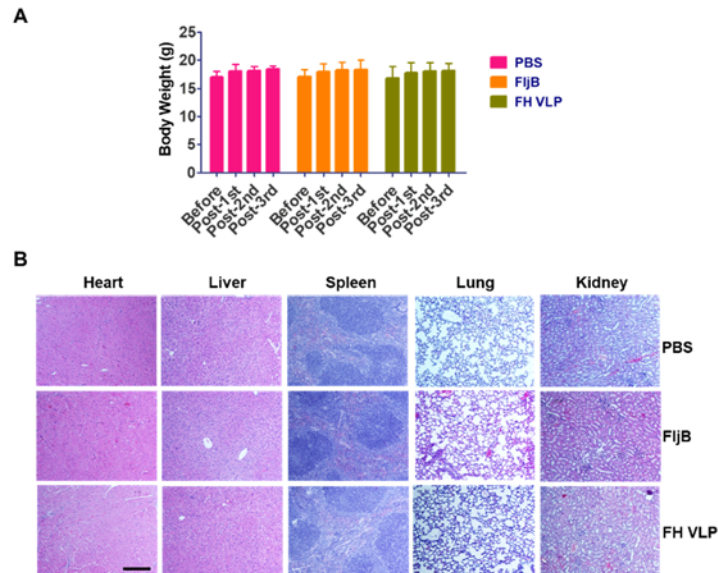 A
Body Weight (g)
25
20
15
10
5
0
Before
Post-1st
Post-2nd
Post-3rd
Before
Post-1st
Post-2nd
Post-3rd
Before
Post-1st
Post-2nd
Post-3rd
PBS
FljB
FH VLP
B
Heart Liver Spleen Lung Kidney
PBS
FljB
FH VLP